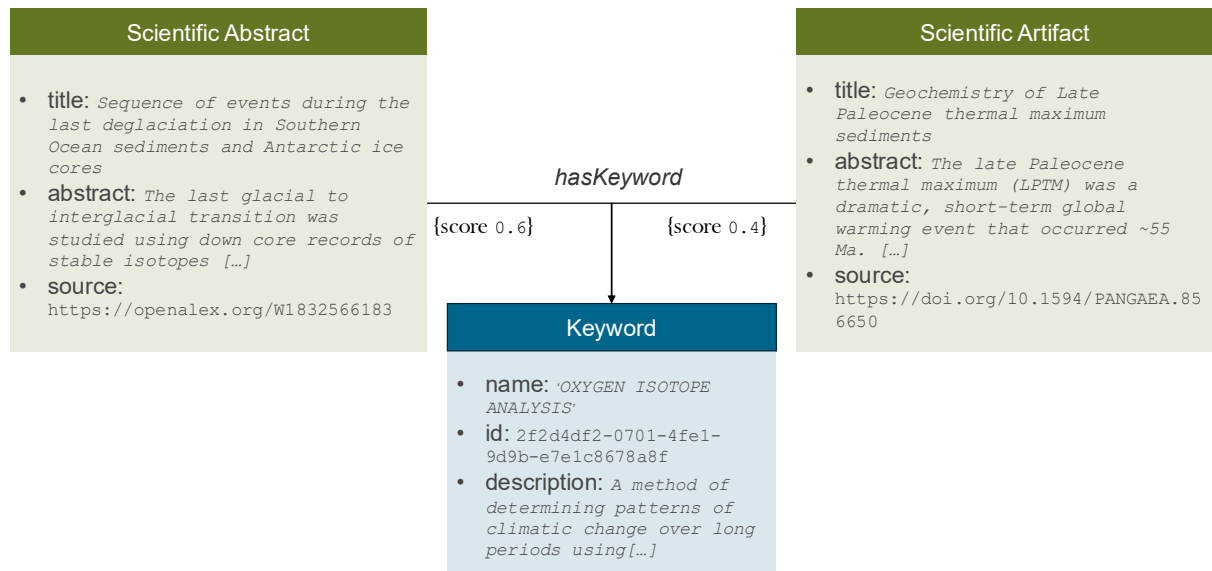 Scientific Abstract
• title: Sequence of events during the
last deglaciation in Southern
Ocean sediments and Antarctic ice
cores
• abstract: The last glacial to
interglacial transition was
studied using down core records of
stable isotopes […]
• source:
https://openalex.org/W1832566183
hasKeyword
{score 0.6}
{score 0.4}
Scientific Artifact
• title: Geochemistry of Late
Paleocene thermal maximum
sediments
• abstract: The late Paleocene
thermal maximum (LPTM) was a
dramatic, short-term global
warming event that occurred ~55
Ma. […]
• source:
https://doi.org/10.1594/PANGAEA.85
6650
Keyword
• name: ‘OXYGEN ISOTOPE
ANALYSIS’
• id: 2f2d4df2-0701-4fe1-
9d9b-e7e1c8678a8f
• description: A method of
determining patterns of
climatic change over long
periods using[…]